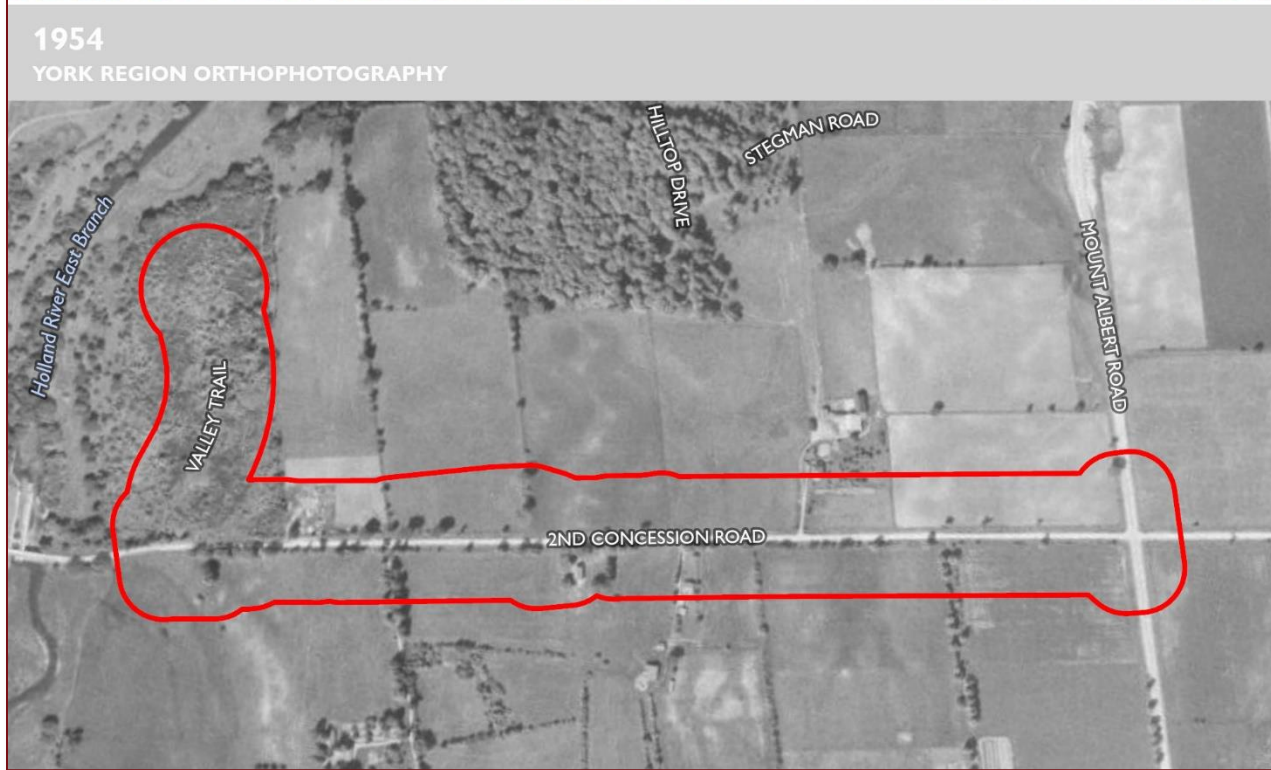 1954
YORK REGION ORTHOPHOTOGRAPHY
HILLTOP DRIVE
STEGMAN ROAD
Holland River East Branch
MOUNT ALBERT ROAD
VALLEY TRAIL
2ND CONCESSION ROAD